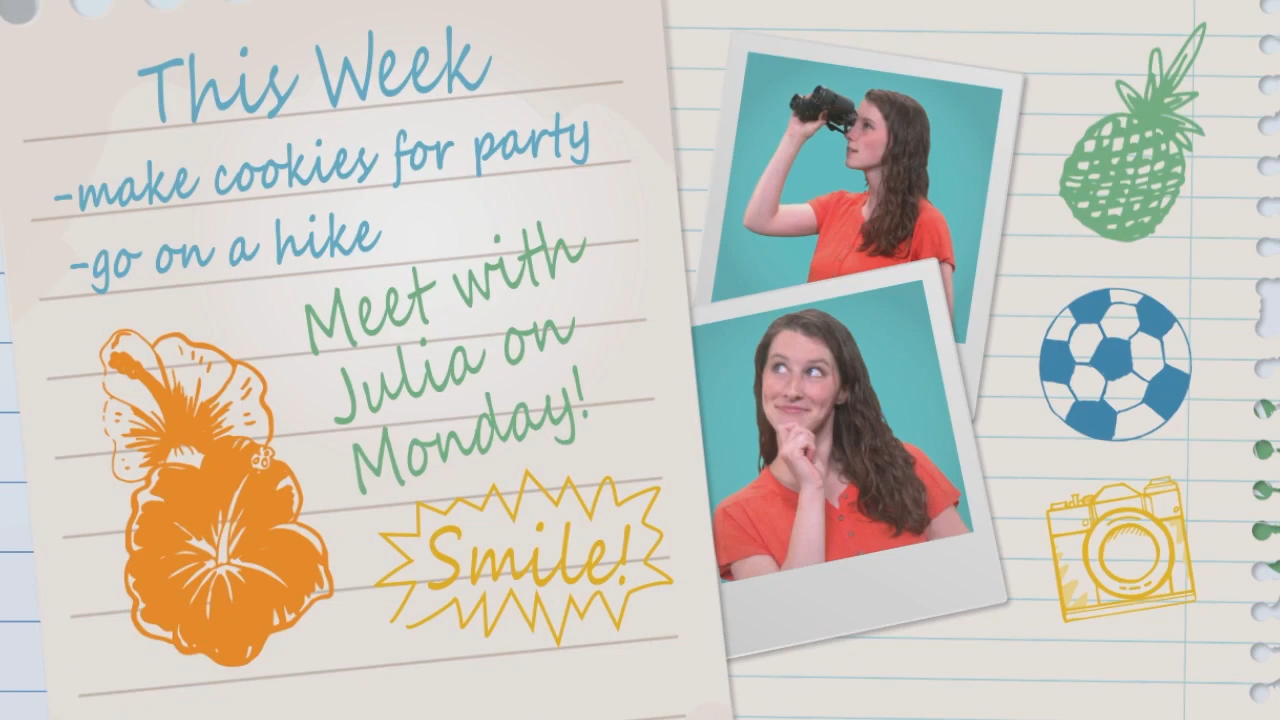 This Week
-make cookies for party
-go on a hike
Meet with
Julia on
Monday!
Smile!